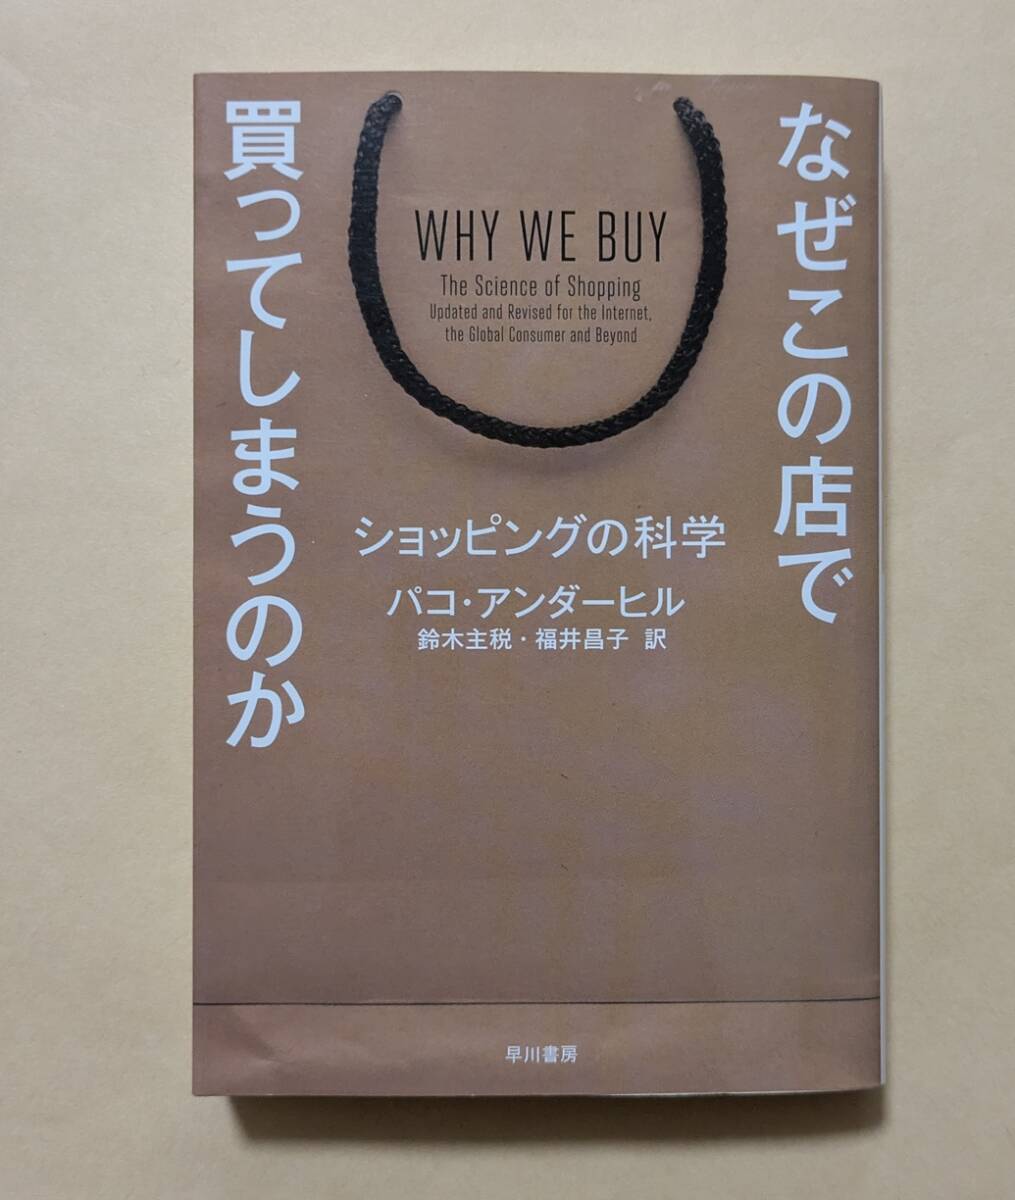 なぜこの店で
買ってしまうのか
WHY WE BUY
The Science of Shopping
Updated and Revised for the Internet,
the Global Consumer and Beyond
ショッピングの科学
パコ・アンダーヒル
鈴木主税・福井昌子 訳
早川書房